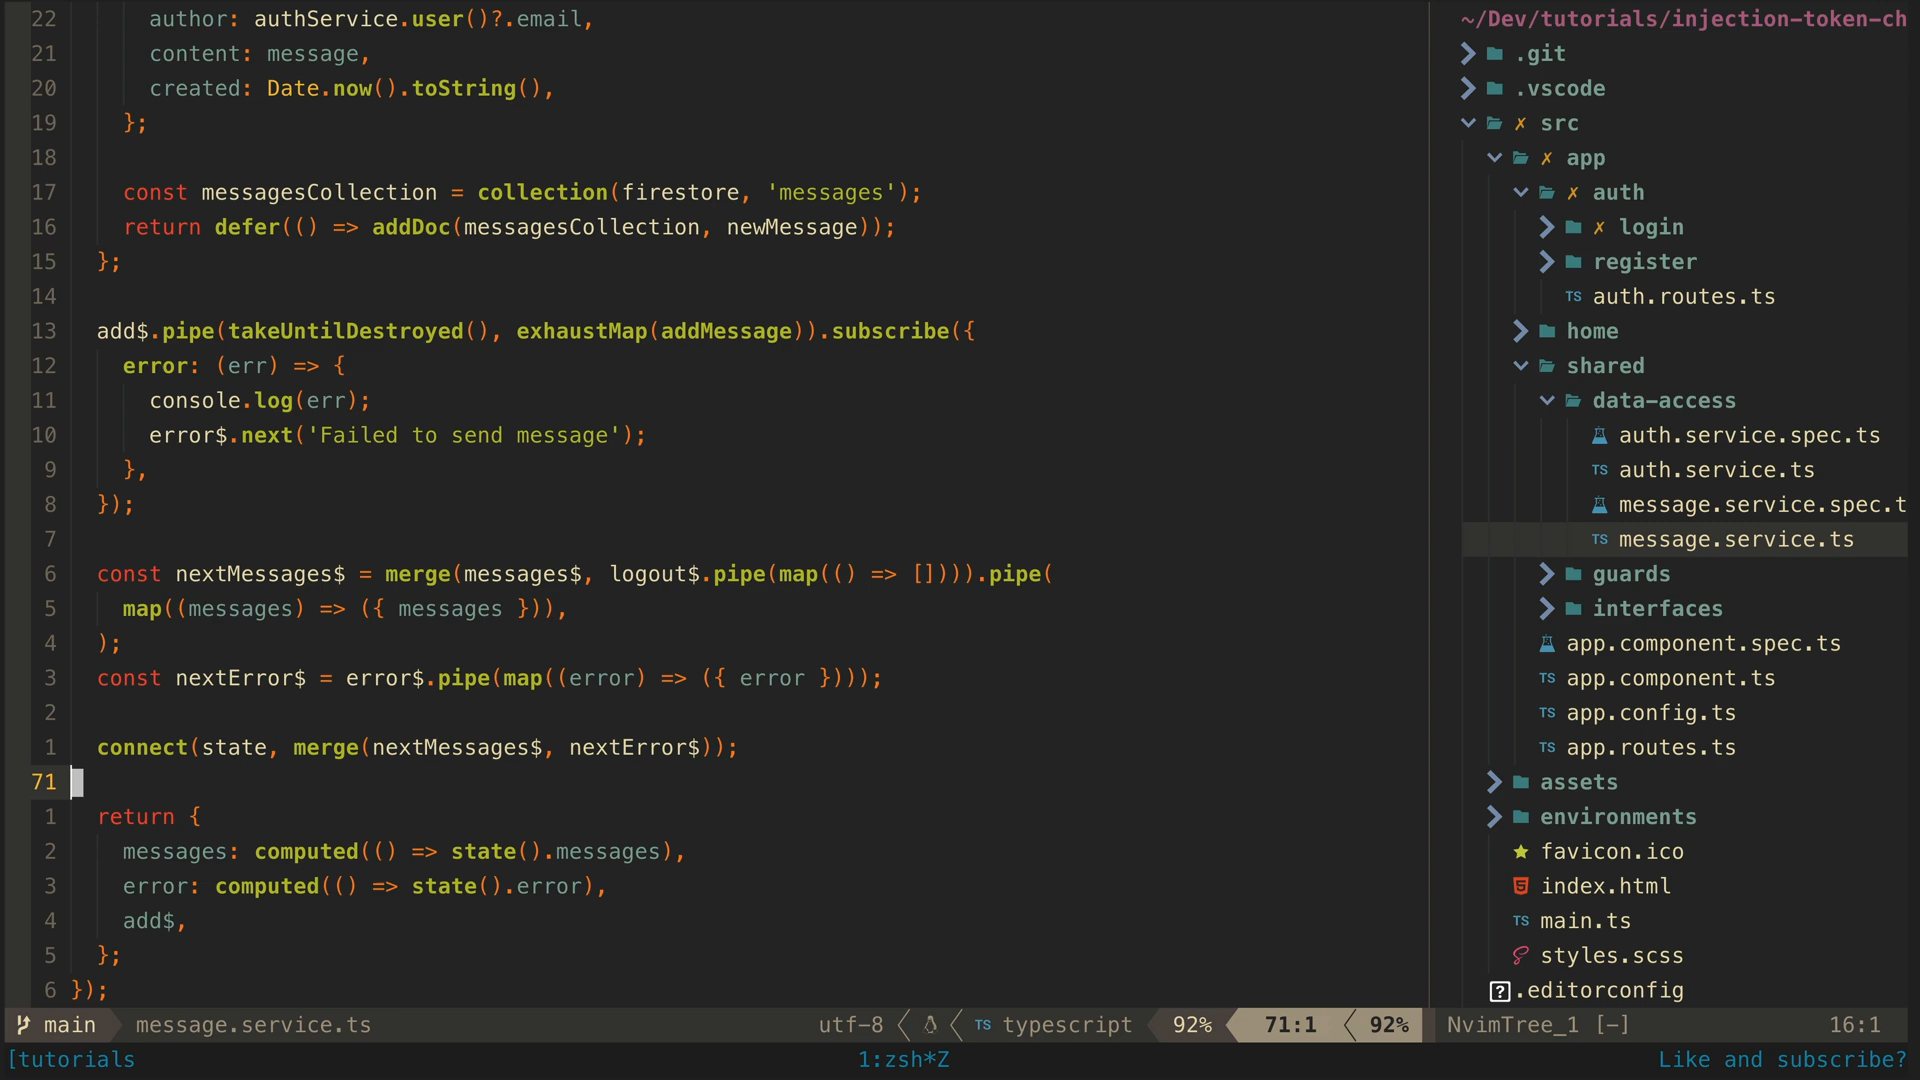 22 author: authService.user()?.email,
21 content: message,
20 created: Date.now().toString(),
19 };
18
17 const messagesCollection = collection(firestore, 'messages');
16 return defer(() => addDoc(messagesCollection, newMessage));
15 };
14
13 add$.pipe(takeUntilDestroyed(), exhaustMap(addMessage)).subscribe({
12 error: (err) => {
11 console.log(err);
10 error$.next('Failed to send message');
9 },
8 });
7
6 const nextMessages$ = merge(messages$, logout$.pipe(map(() => []))).pipe(
5 map((messages) => ({ messages })),
4 );
3 const nextError$ = error$.pipe(map((error) => ({ error })));
2
1 connect(state, merge(nextMessages$, nextError$));
71
1 return {
2 messages: computed(() => state().messages),
3 error: computed(() => state().error),
4 add$,
5 };
6 });
~/Dev/tutorials/injection-token-ch
.git
.vscode
✗ src
✗ app
✗ auth
✗ login
register
TS auth.routes.ts
home
shared
data-access
auth.service.spec.ts
TS auth.service.ts
message.service.spec.t
TS message.service.ts
guards
interfaces
app.component.spec.ts
TS app.component.ts
TS app.config.ts
TS app.routes.ts
assets
environments
favicon.ico
index.html
TS main.ts
styles.scss
.editorconfig
main message.service.ts utf-8 TS typescript 92% 71:1 92% NvimTree_1 [-] 16:1
[tutorials 1:zsh*Z Like and subscribe?